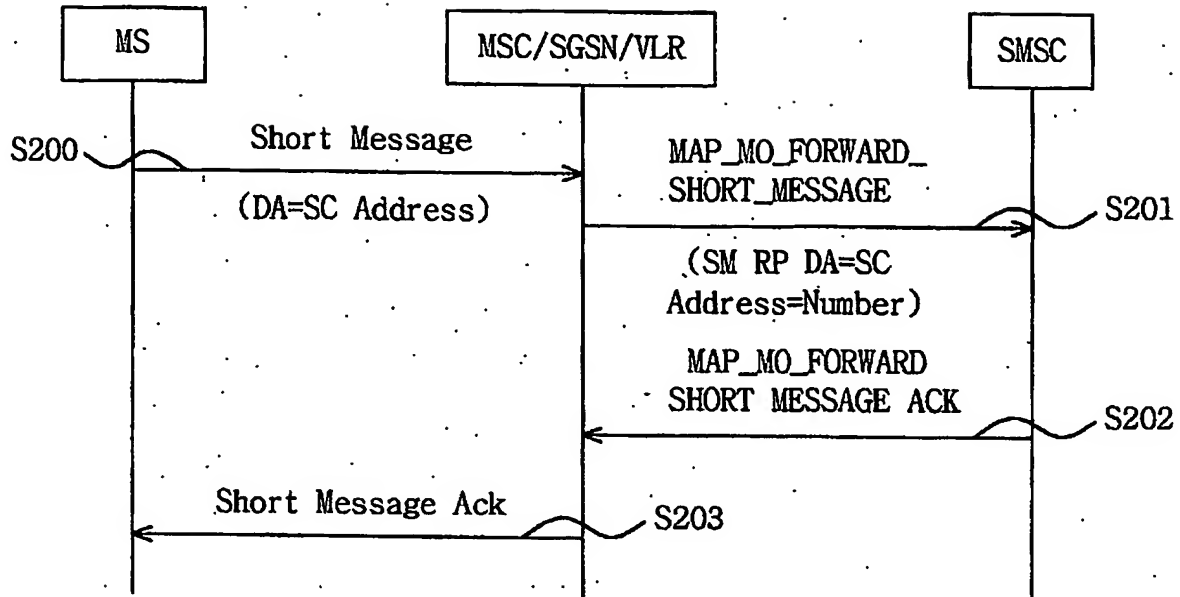 MS
MSC/SGSN/VLR
SMSC
S200
Short Message
(DA=SC Address)
MAP_MO_FORWARD_
SHORT_MESSAGE
S201
(SM RP DA=SC
Address=Number)
MAP_MO_FORWARD
SHORT MESSAGE ACK
S202
Short Message Ack
S203